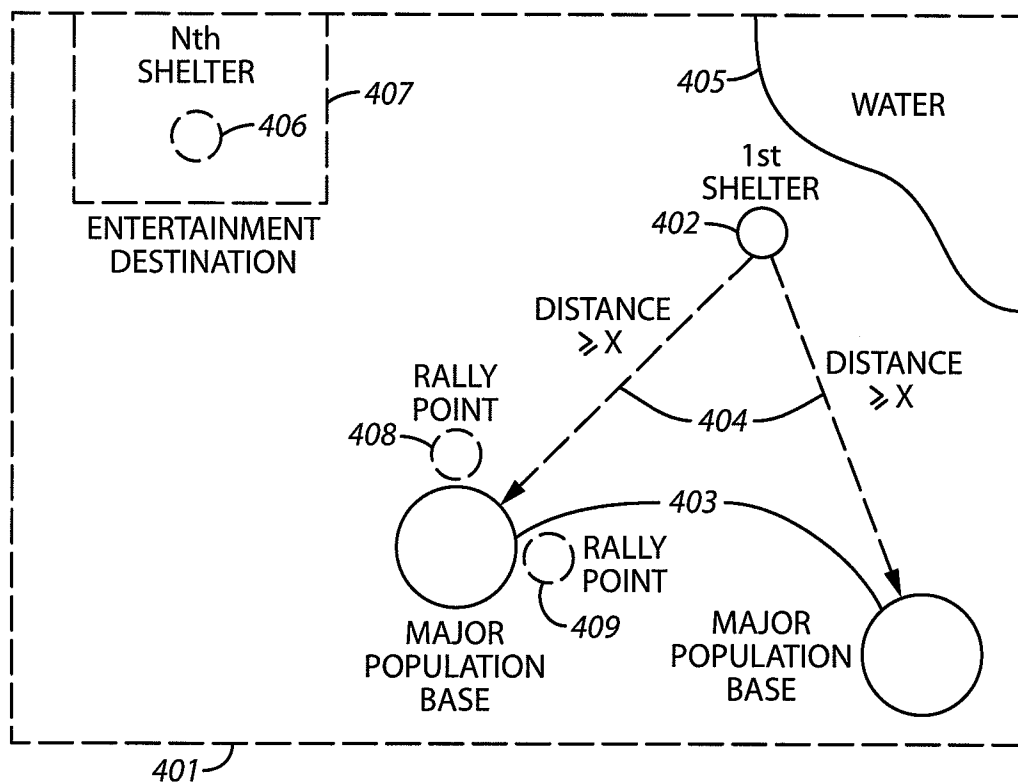 Nth
SHELTER
407
406
ENTERTAINMENT
DESTINATION
405
WATER
1st
SHELTER
402
DISTANCE
⩾ X
DISTANCE
⩾ X
404
RALLY
POINT
408
403
RALLY
POINT
409
MAJOR
POPULATION
BASE
MAJOR
POPULATION
BASE
401